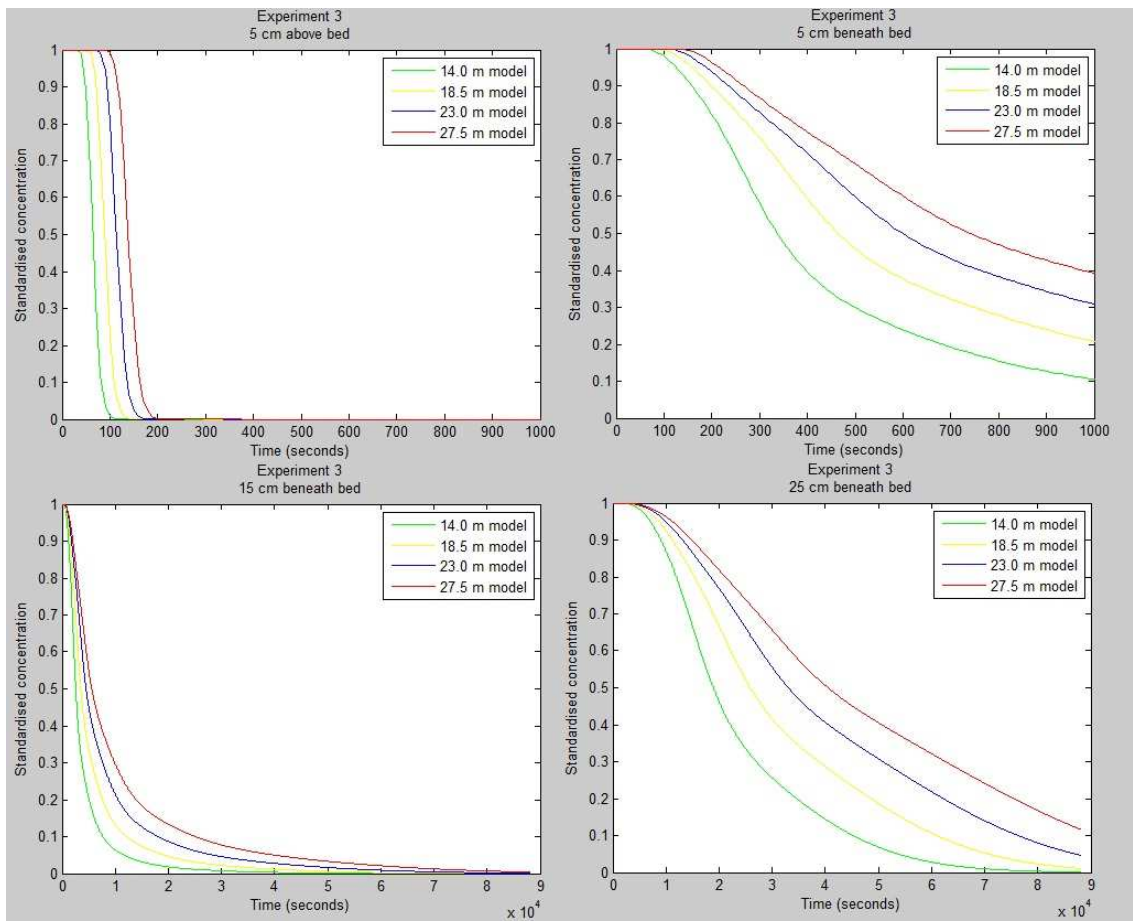 Experiment 3
5 cm above bed
1
0.9
0.8
0.7
0.6
0.5
0.4
0.3
0.2
0.1
0
Standardised concentration
14.0 m model
18.5 m model
23.0 m model
27.5 m model
0 100 200 300 400 500 600 700 800 900 1000
Time (seconds)
Experiment 3
5 cm beneath bed
1
0.9
0.8
0.7
0.6
0.5
0.4
0.3
0.2
0.1
0
Standardised concentration
14.0 m model
18.5 m model
23.0 m model
27.5 m model
0 100 200 300 400 500 600 700 800 900 1000
Time (seconds)
Experiment 3
15 cm beneath bed
1
0.9
0.8
0.7
0.6
0.5
0.4
0.3
0.2
0.1
0
Standardised concentration
14.0 m model
18.5 m model
23.0 m model
27.5 m model
0 1 2 3 4 5 6 7 8 9
Time (seconds)
x 10^4
Experiment 3
25 cm beneath bed
1
0.9
0.8
0.7
0.6
0.5
0.4
0.3
0.2
0.1
0
Standardised concentration
14.0 m model
18.5 m model
23.0 m model
27.5 m model
0 1 2 3 4 5 6 7 8 9
Time (seconds)
x 10^4